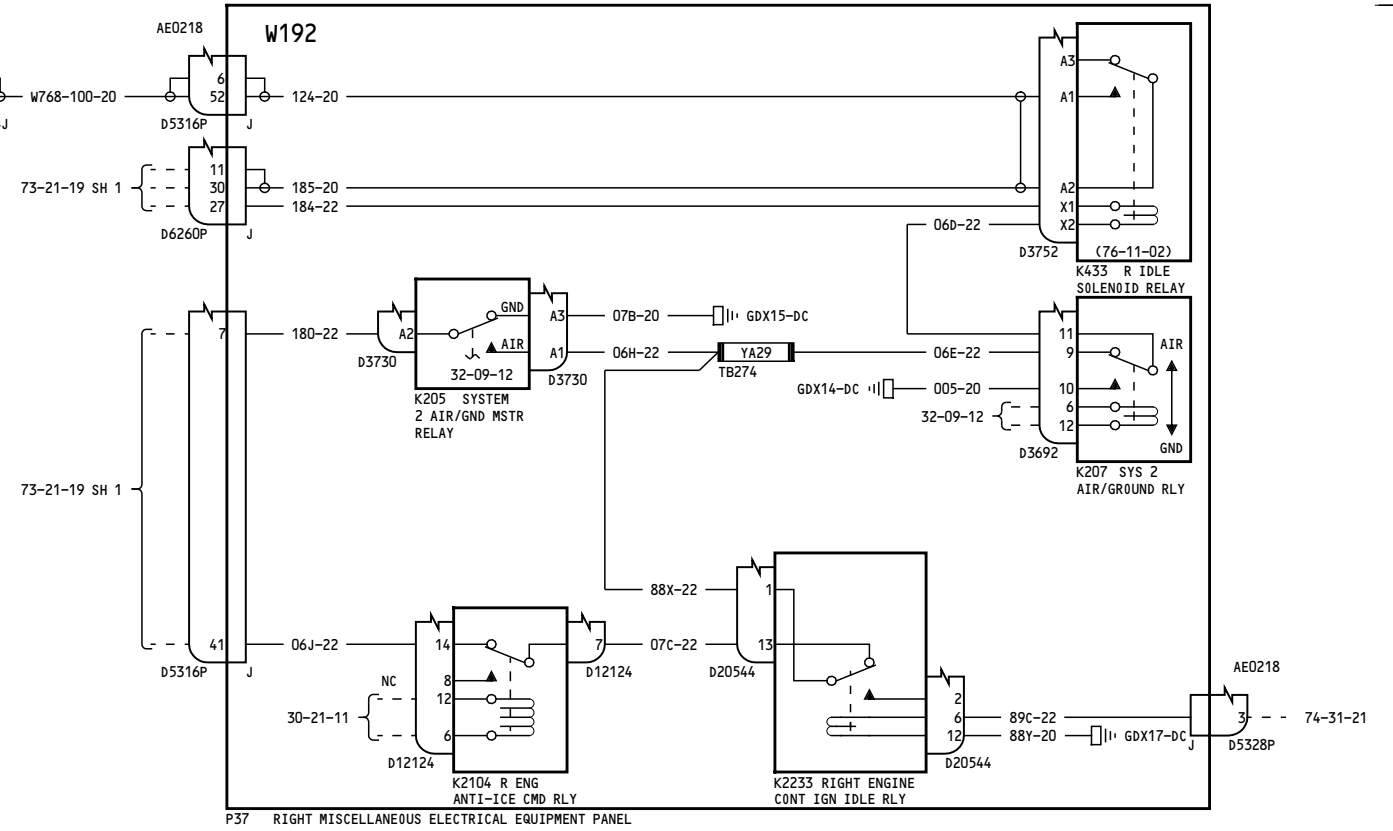 AE0218
W192
6
A3
W768-100-20
52
124-20
A1
J
D5316P
J
11
73-21-19 SH 1
30
185-20
A2
27
184-22
X1
06D-22
X2
D6260P
J
D3752
(76-11-02)
K433 R IDLE
SOLENOID RELAY
GND
A3
07B-20
GDX15-DC
7
180-22
A2
11
D3730
AIR
A1
06H-22
YA29
06E-22
9
AIR
32-09-12
D3730
TB274
GDX14-DC
005-20
10
K205 SYSTEM
2 AIR/GND MSTR
RELAY
32-09-12
6
12
GND
D3692
K207 SYS 2
AIR/GROUND RLY
73-21-19 SH 1
88X-22
1
41
06J-22
14
7
07C-22
13
D5316P
J
D12124
D20544
AE0218
NC
8
12
2
30-21-11
6
89C-22
3
74-31-21
6
12
88Y-20
GDX17-DC
J
D5328P
D12124
D20544
K2104 R ENG
ANTI-ICE CMD RLY
K2233 RIGHT ENGINE
CONT IGN IDLE RLY
P37 RIGHT MISCELLANEOUS ELECTRICAL EQUIPMENT PANEL